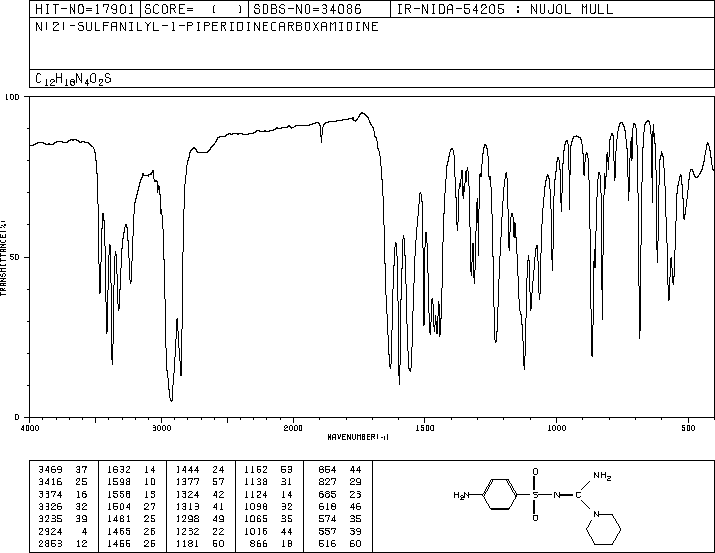 HIT-NO=17901 SCORE= ( ) SDBS-NO=34086 IR-NIDA-54205 : NUJOL MULL
N(2)-SULFANILYL-1-PIPERIDINECARBOXAMIDINE
C12H18N4O2S
100
50
0
TRANSMITTANCE(%)
4000 3000 2000 1500 1000 500
WAVENUMBER(-1)
3469 37 1632 14 1444 24 1152 53 854 44
3416 25 1598 10 1377 57 1138 31 827 29
3374 16 1558 13 1324 42 1124 14 685 23
3326 32 1504 27 1313 41 1098 32 618 46
3235 39 1481 25 1298 49 1065 35 574 35
2924 4 1465 26 1232 22 1016 44 557 39
2853 12 1455 26 1181 50 866 18 516 60
NH2
O
H2N S N C
O N